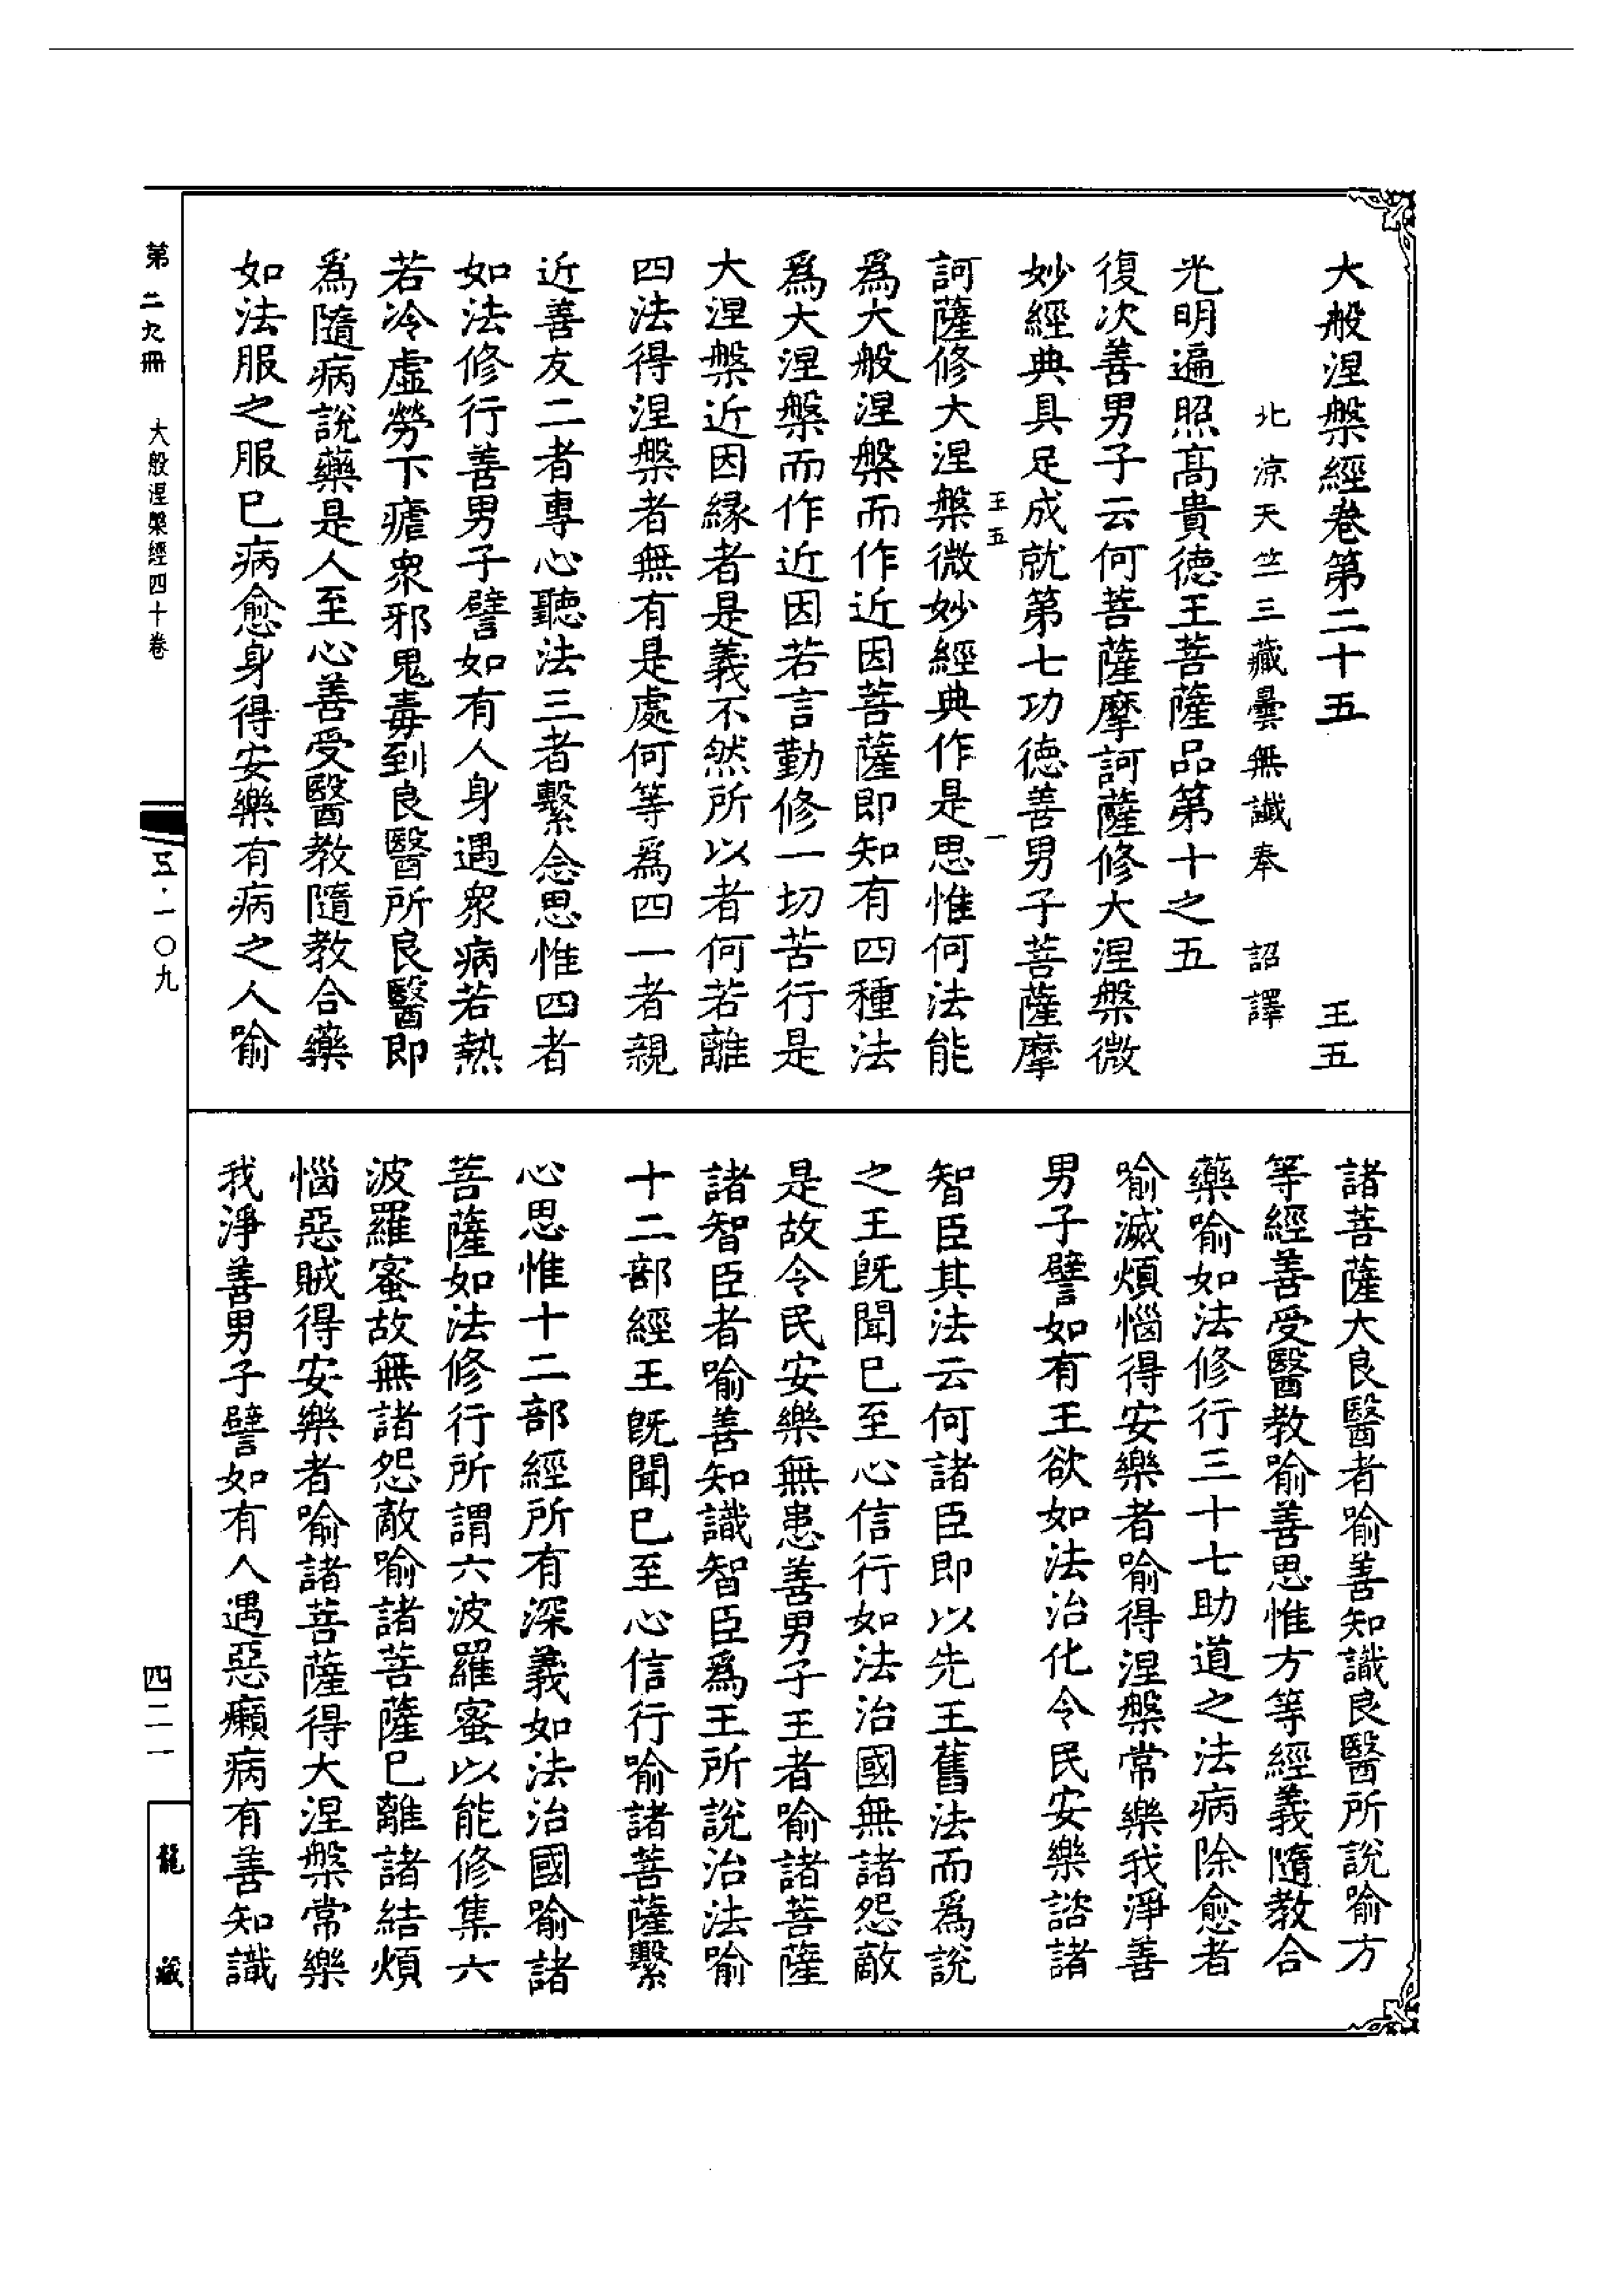 大般涅槃經卷第二十五　王五
北涼天竺三藏曇無讖奉　詔譯
光明遍照高貴德王菩薩品第十之五
復次善男子云何菩薩摩訶薩修大涅槃微
妙經典具足成就第七功德善男子菩薩摩
王五　一
訶薩修大涅槃微妙經典作是思惟何法能
爲大般涅槃而作近因菩薩即知有四種法
爲大涅槃而作近因若言勤修一切苦行是
大涅槃近因緣者是義不然所以者何若離
四法得涅槃者無有是處何等爲四一者親
近善友二者專心聽法三者繫念思惟四者
如法修行善男子譬如有人身遇衆病若熱
若冷虛勞下瘧衆邪鬼毒到良醫所良醫即
爲隨病說藥是人至心善受醫教隨教合藥
如法服之服已病愈身得安樂有病之人喻
諸菩薩大良醫者喻善知識良醫所說喻方
等經善受醫教喻善思惟方等經義隨教合
藥喻如法修行三十七助道之法病除愈者
喻滅煩惱得安樂者喻得涅槃常樂我淨善
男子譬如有王欲如法治化令民安樂諮諸
智臣其法云何諸臣即以先王舊法而爲說
之王旣聞已至心信行如法治國無諸怨敵
是故令民安樂無患善男子王者喻諸菩薩
諸智臣者喻善知識智臣爲王所說治法喻
十二部經王旣聞已至心信行喻諸菩薩繫
心思惟十二部經所有深義如法治國喻諸
菩薩如法修行所謂六波羅蜜以能修集六
波羅蜜故無諸怨敵喻諸菩薩已離諸結煩
惱惡賊得安樂者喻諸菩薩得大涅槃常樂
我淨善男子譬如有人遇惡癩病有善知識
第二九冊　大般涅槃經四十卷　五·一〇九　四二一　龍藏